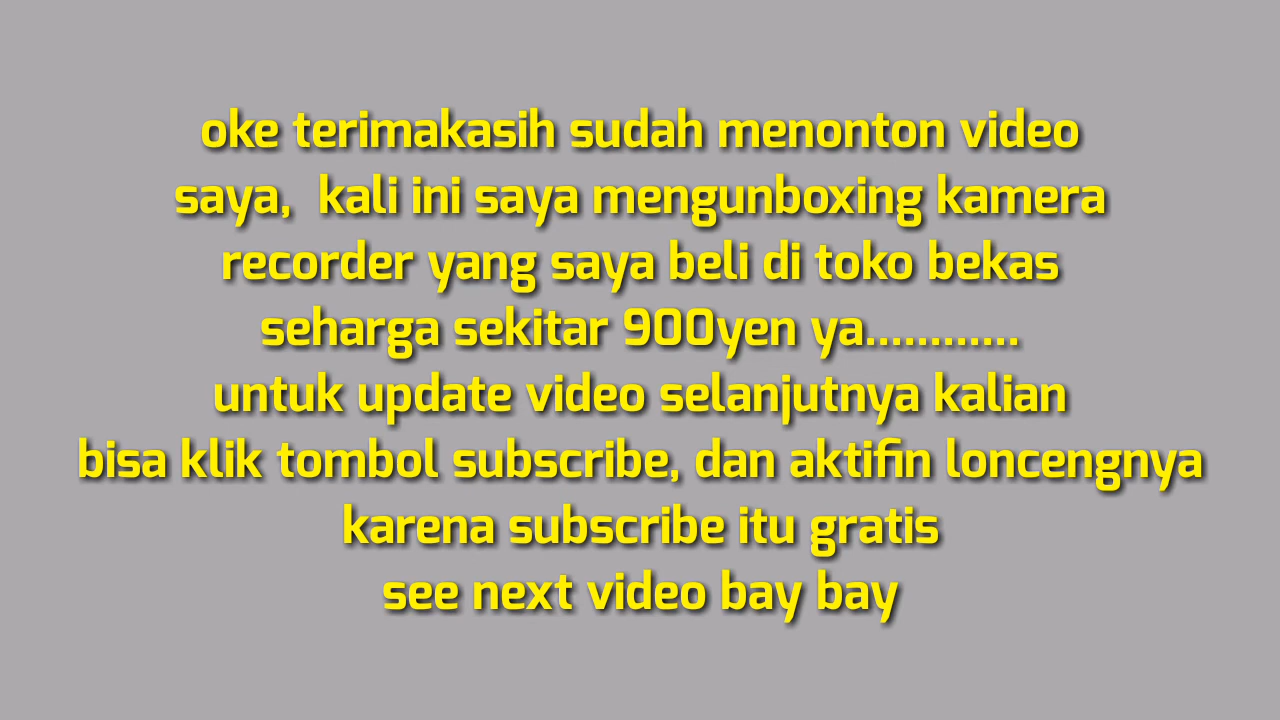 oke terimakasih sudah menonton video
saya,  kali ini saya mengunboxing kamera
recorder yang saya beli di toko bekas
seharga sekitar 900yen ya............
untuk update video selanjutnya kalian
bisa klik tombol subscribe, dan aktifin loncengnya
karena subscribe itu gratis
see next video bay bay